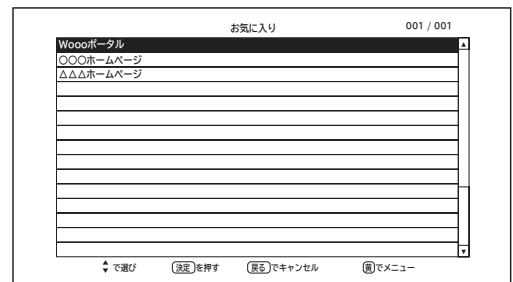 お気に入り 001 / 001
Woooポータル
○○○ホームページ
△△△ホームページ
で選び 決定を押す 戻るでキャンセル 黄でメニュー